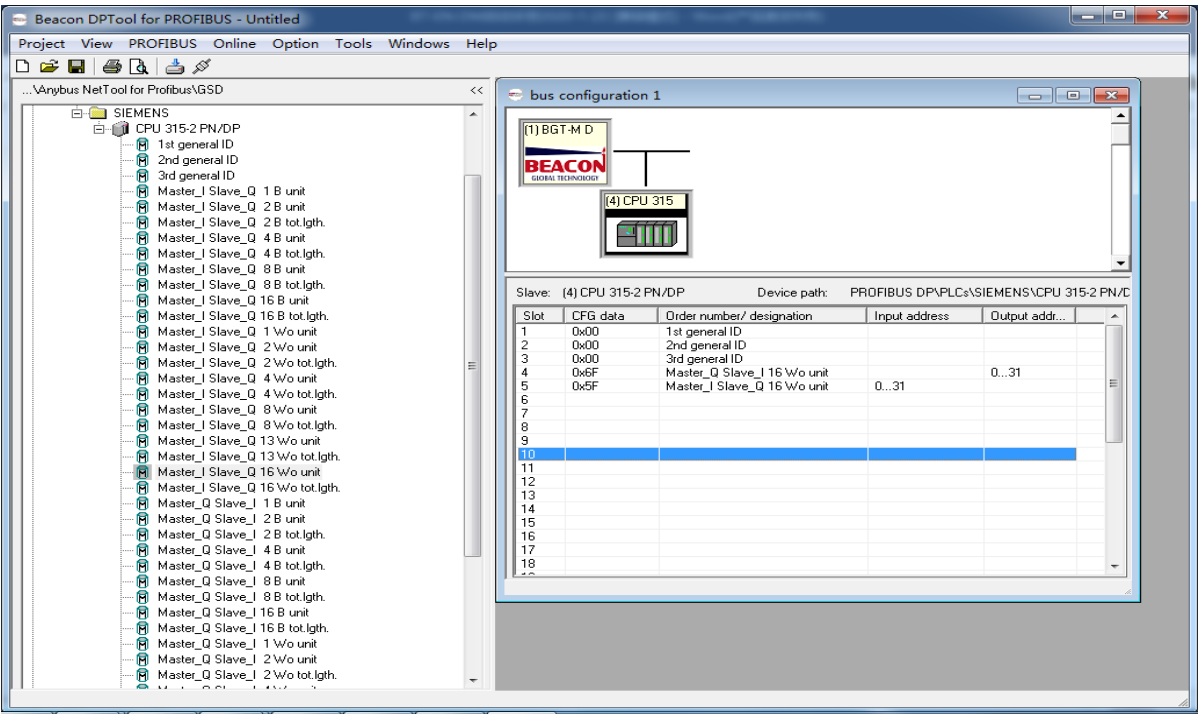 Beacon DPTool for PROFIBUS - Untitled
Project View PROFIBUS Online Option Tools Windows Help
...\Anybus NetTool for Profibus\GSD <<
SIEMENS
CPU 315-2 PN/DP
1st general ID
2nd general ID
3rd general ID
Master_I Slave_Q 1 B unit
Master_I Slave_Q 2 B unit
Master_I Slave_Q 2 B tot.lgth.
Master_I Slave_Q 4 B unit
Master_I Slave_Q 4 B tot.lgth.
Master_I Slave_Q 8 B unit
Master_I Slave_Q 8 B tot.lgth.
Master_I Slave_Q 16 B unit
Master_I Slave_Q 16 B tot.lgth.
Master_I Slave_Q 1 Wo unit
Master_I Slave_Q 2 Wo unit
Master_I Slave_Q 2 Wo tot.lgth.
Master_I Slave_Q 4 Wo unit
Master_I Slave_Q 4 Wo tot.lgth.
Master_I Slave_Q 8 Wo unit
Master_I Slave_Q 8 Wo tot.lgth.
Master_I Slave_Q 13 Wo unit
Master_I Slave_Q 13 Wo tot.lgth.
Master_I Slave_Q 16 Wo unit
Master_I Slave_Q 16 Wo tot.lgth.
Master_Q Slave_I 1 B unit
Master_Q Slave_I 2 B unit
Master_Q Slave_I 2 B tot.lgth.
Master_Q Slave_I 4 B unit
Master_Q Slave_I 4 B tot.lgth.
Master_Q Slave_I 8 B unit
Master_Q Slave_I 8 B tot.lgth.
Master_Q Slave_I 16 B unit
Master_Q Slave_I 16 B tot.lgth.
Master_Q Slave_I 1 Wo unit
Master_Q Slave_I 2 Wo unit
Master_Q Slave_I 2 Wo tot.lgth.
bus configuration 1
(1) BGT-M D
BEACON
GLOBAL TECHNOLOGY
(4) CPU 315
Slave: (4) CPU 315-2 PN/DP Device path: PROFIBUS DP\PLCs\SIEMENS\CPU 315-2 PN/D
Slot CFG data Order number/ designation Input address Output addr...
1 0x00 1st general ID
2 0x00 2nd general ID
3 0x00 3rd general ID
4 0x6F Master_Q Slave_I 16 Wo unit 0...31
5 0x5F Master_I Slave_Q 16 Wo unit 0...31
6
7
8
9
10
11
12
13
14
15
16
17
18